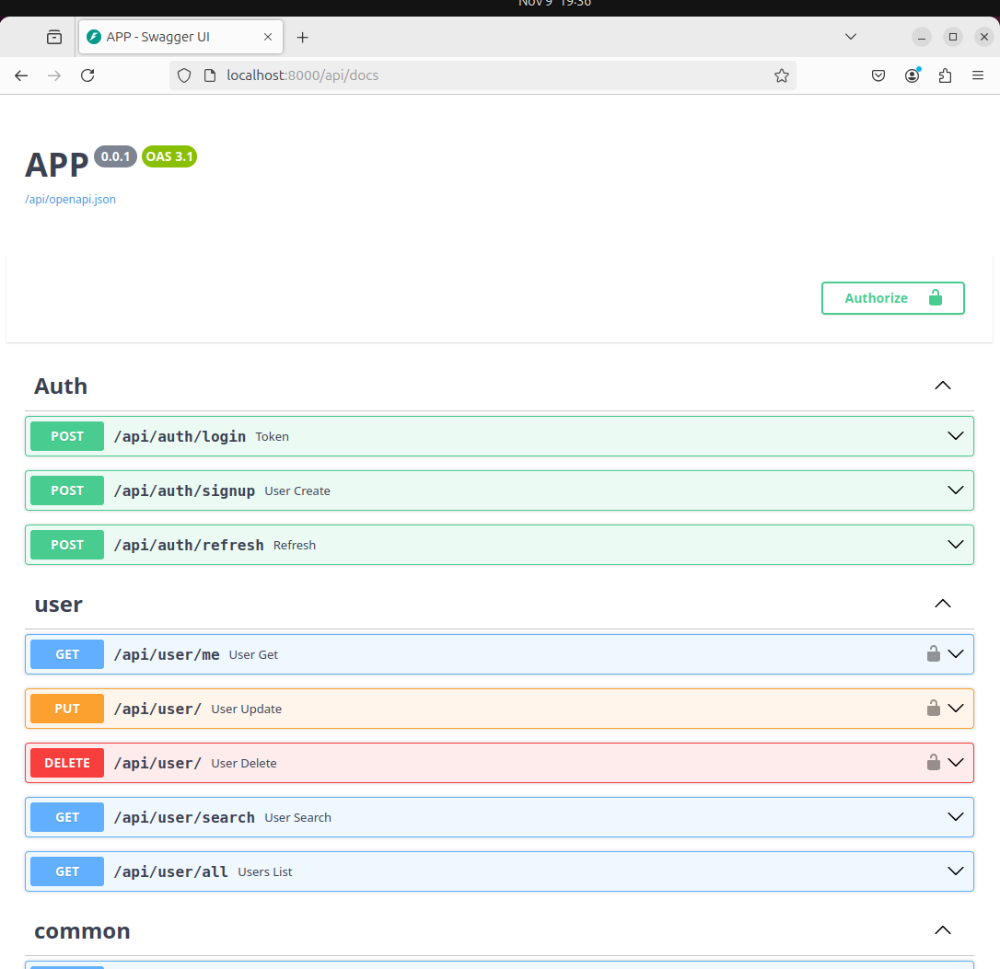 Nov 9 19:36
APP - Swagger UI
localhost:8000/api/docs
APP 0.0.1 OAS 3.1
/api/openapi.json
Authorize
Auth
POST /api/auth/login Token
POST /api/auth/signup User Create
POST /api/auth/refresh Refresh
user
GET /api/user/me User Get
PUT /api/user/ User Update
DELETE /api/user/ User Delete
GET /api/user/search User Search
GET /api/user/all Users List
common